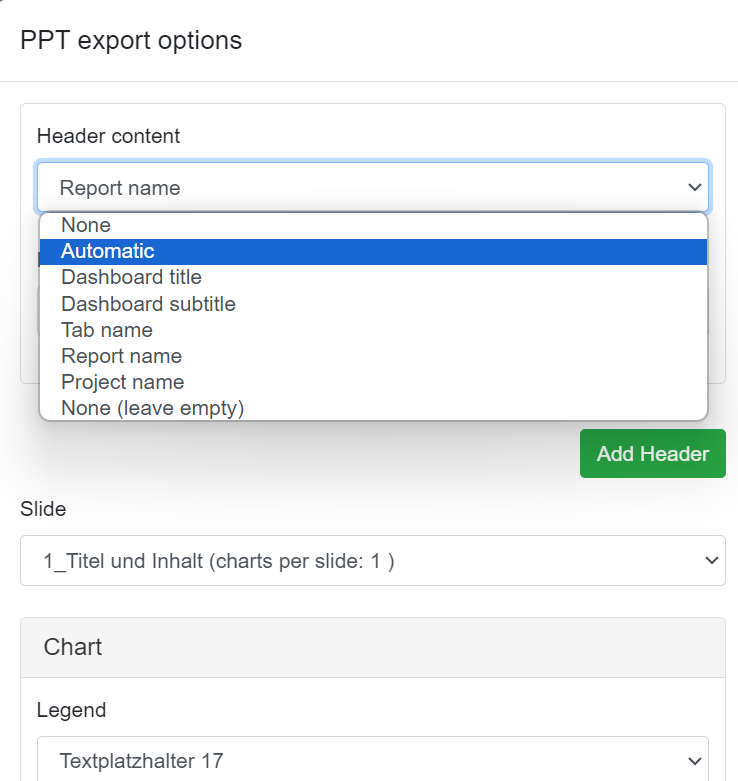 PPT export options
Header content
Report name
None
Automatic
Dashboard title
Dashboard subtitle
Tab name
Report name
Project name
None (leave empty)
Add Header
Slide
1_Titel und Inhalt (charts per slide: 1 )
Chart
Legend
Textplatzhalter 17